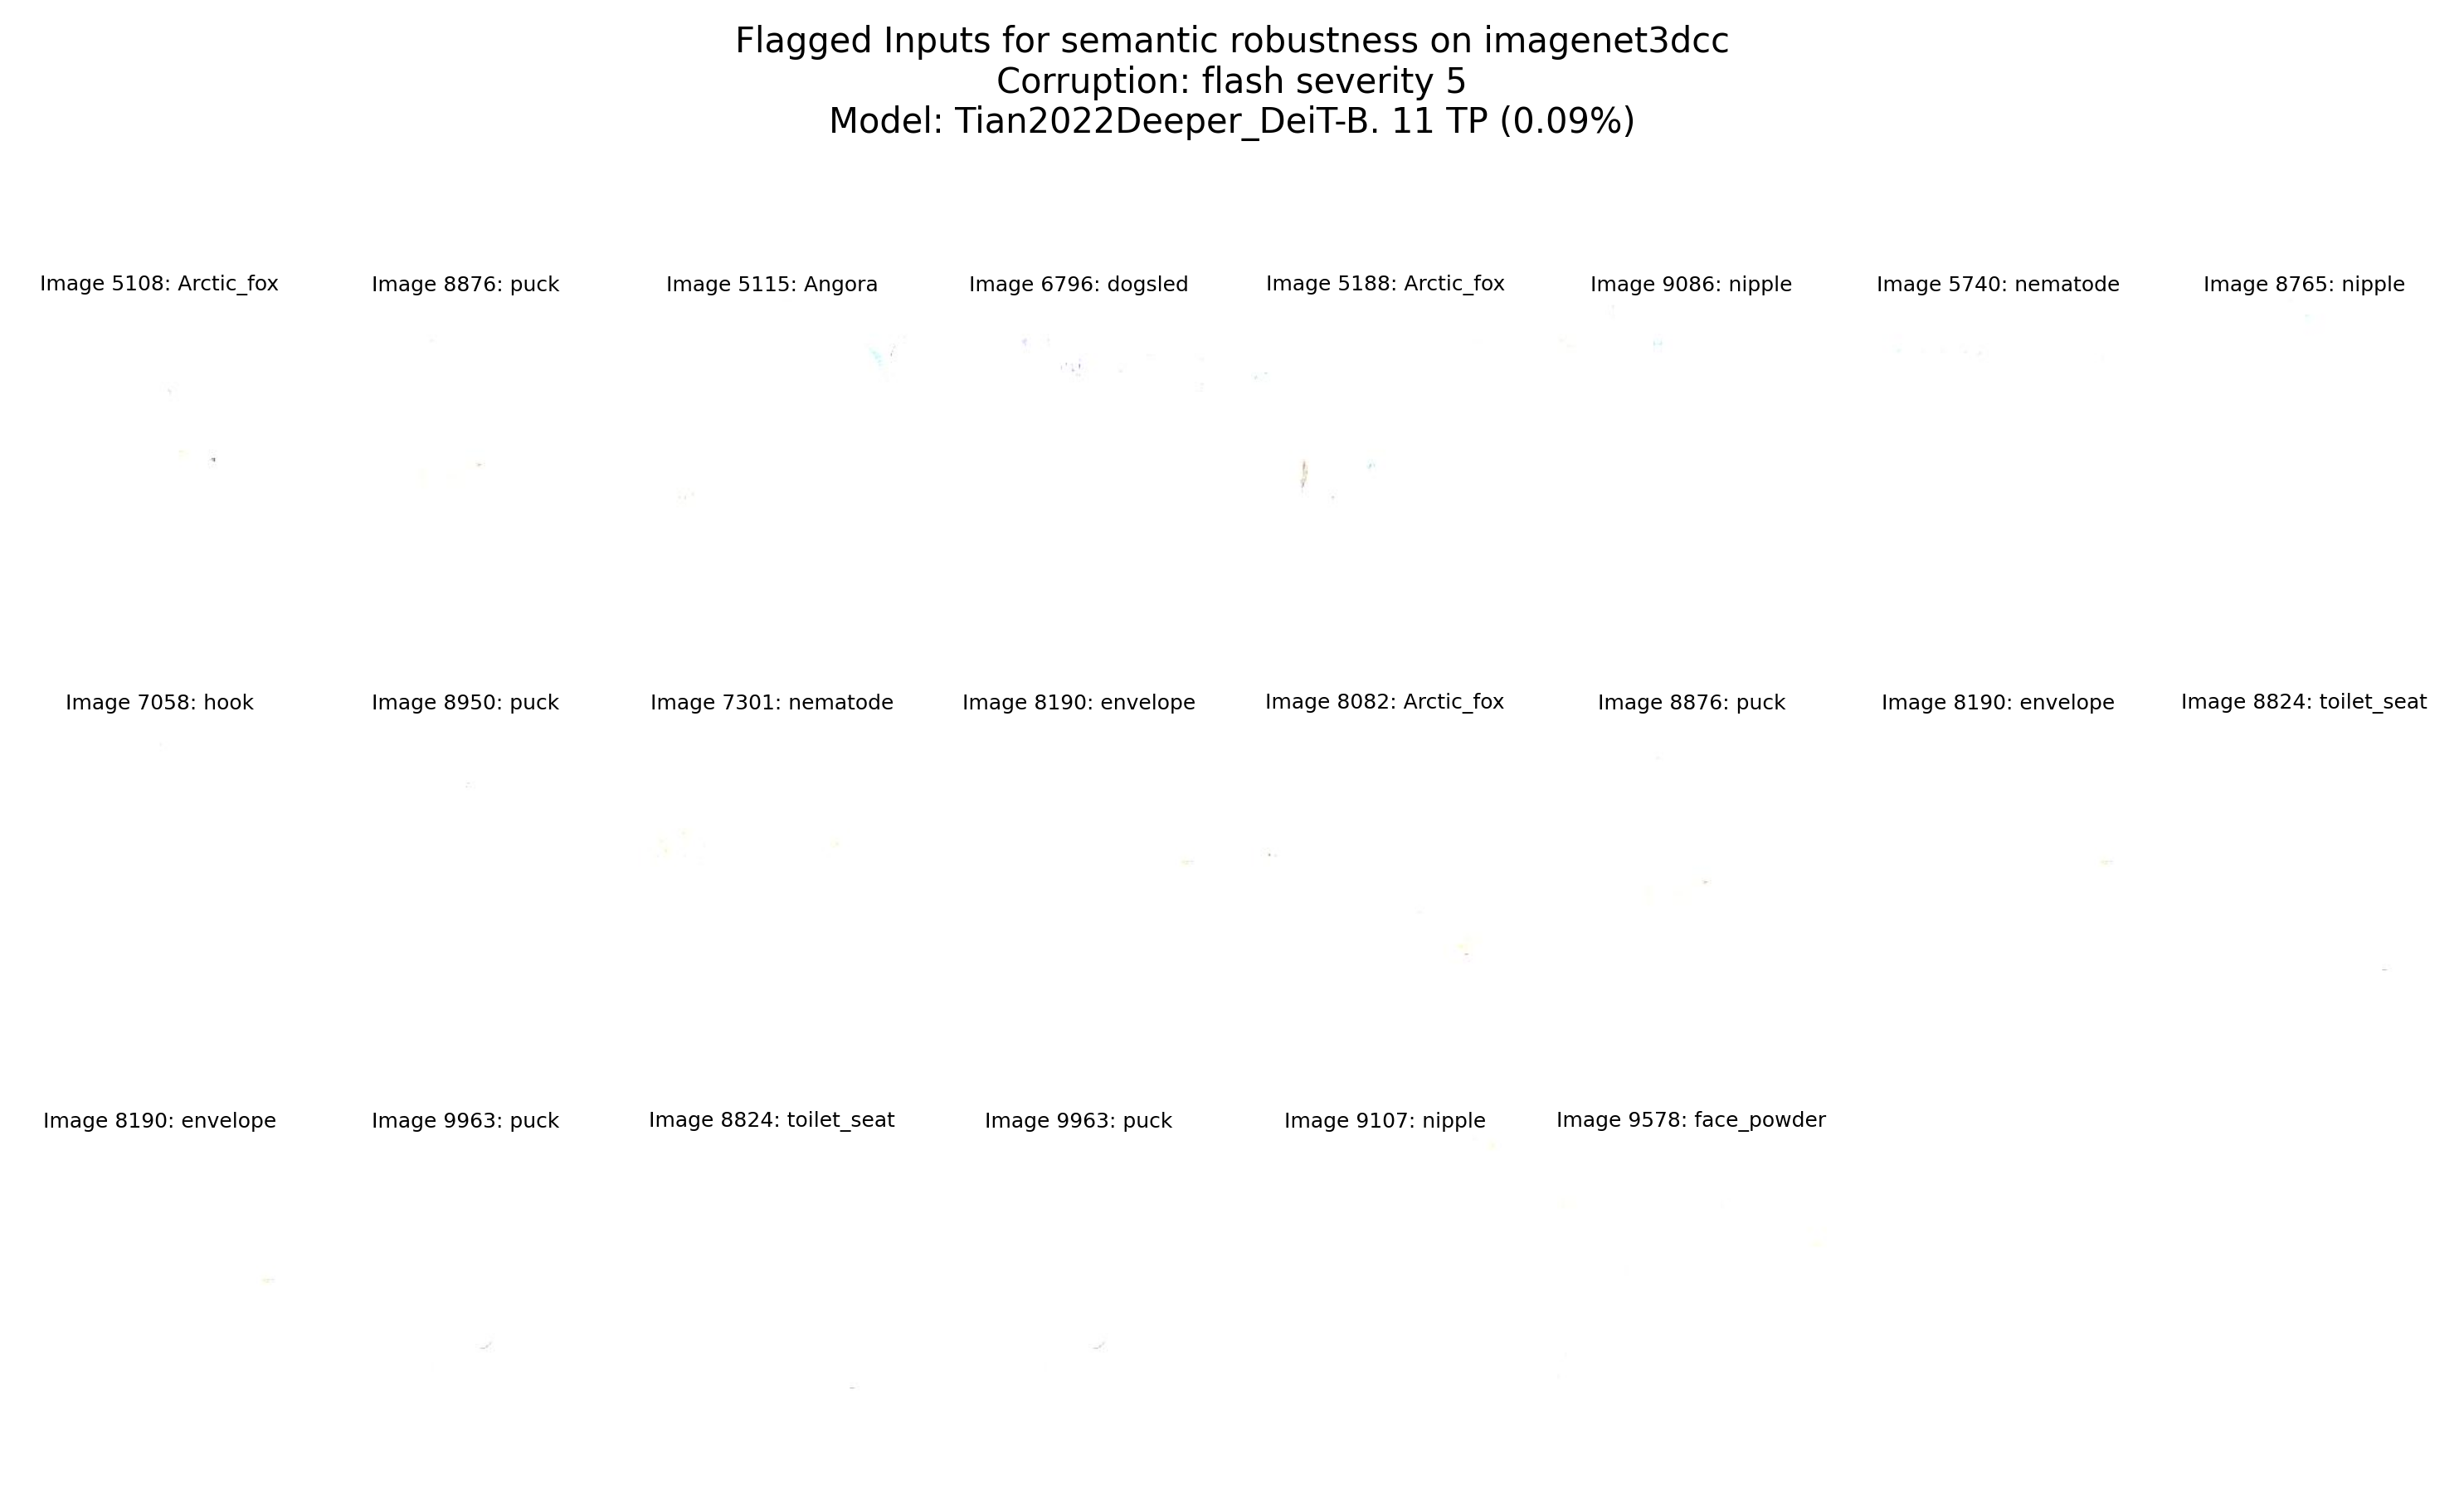 Flagged Inputs for semantic robustness on imagenet3dcc
Corruption: flash severity 5
Model: Tian2022Deeper_DeiT-B. 11 TP (0.09%)
Image 5108: Arctic_fox
Image 8876: puck
Image 5115: Angora
Image 6796: dogsled
Image 5188: Arctic_fox
Image 9086: nipple
Image 5740: nematode
Image 8765: nipple
Image 7058: hook
Image 8950: puck
Image 7301: nematode
Image 8190: envelope
Image 8082: Arctic_fox
Image 8876: puck
Image 8190: envelope
Image 8824: toilet_seat
Image 8190: envelope
Image 9963: puck
Image 8824: toilet_seat
Image 9963: puck
Image 9107: nipple
Image 9578: face_powder